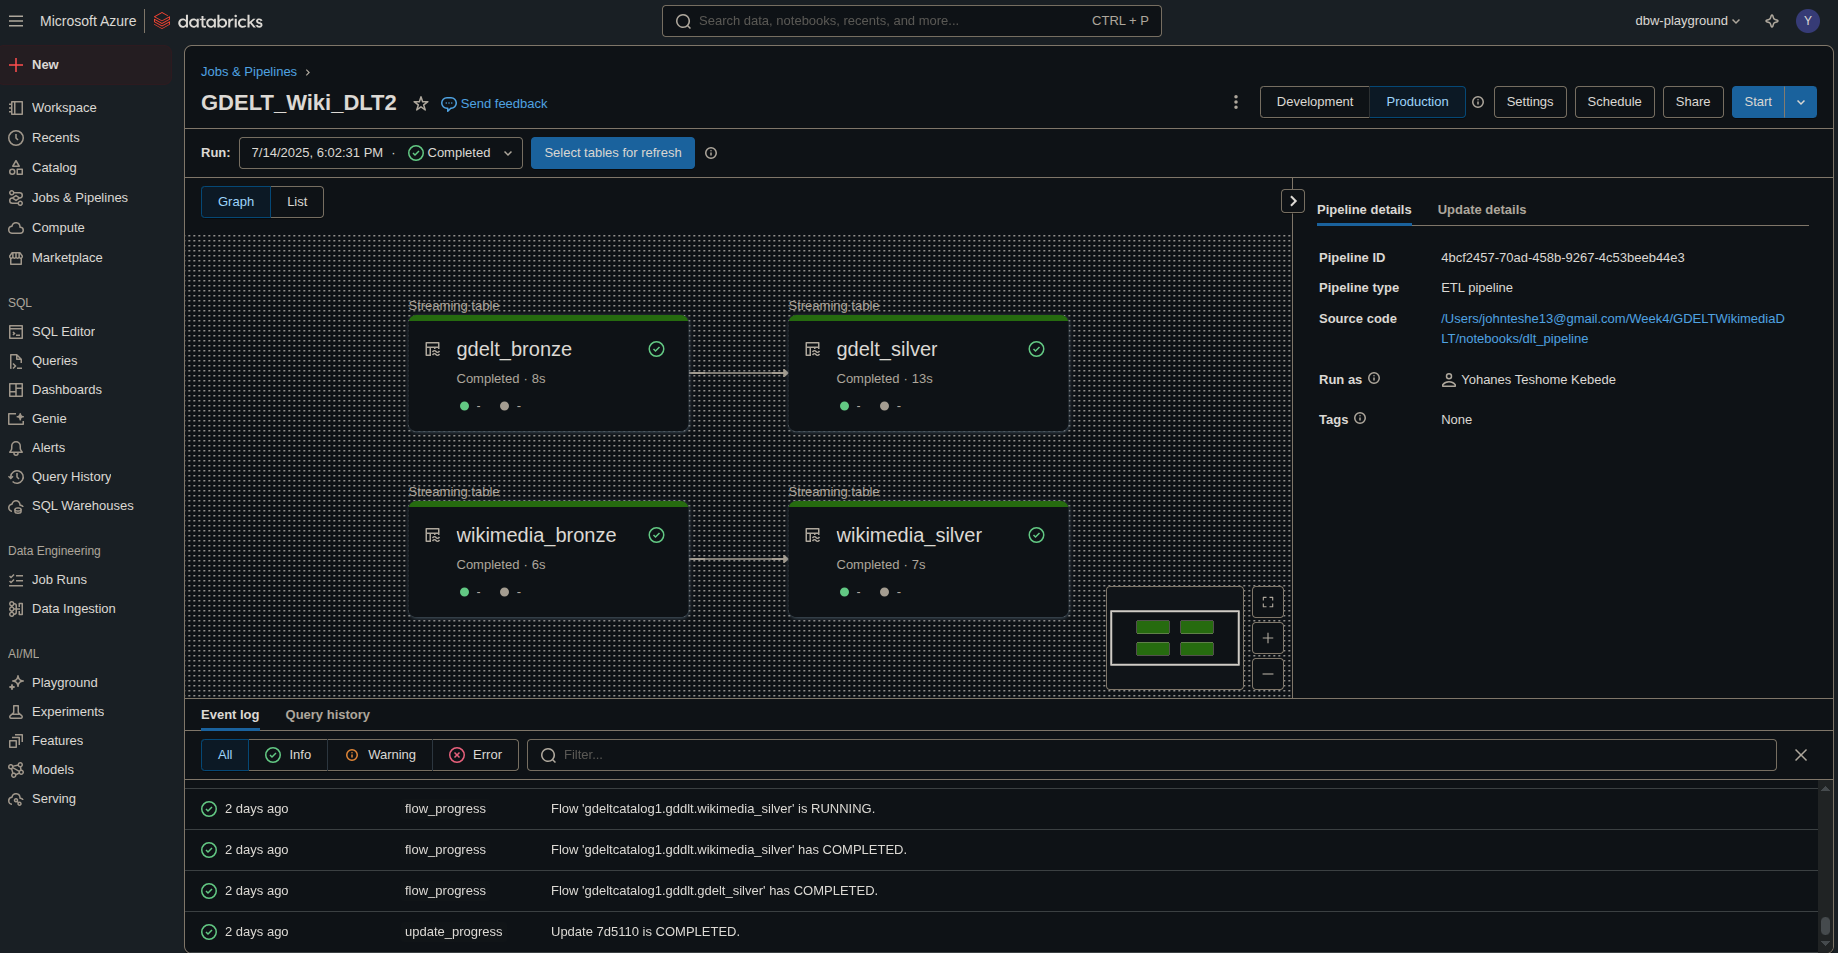 Microsoft Azure databricks
Search data, notebooks, recents, and more... CTRL + P
dbw-playground Y
New
Workspace
Recents
Catalog
Jobs & Pipelines
Compute
Marketplace
SQL
SQL Editor
Queries
Dashboards
Genie
Alerts
Query History
SQL Warehouses
Data Engineering
Job Runs
Data Ingestion
AI/ML
Playground
Experiments
Features
Models
Serving
Jobs & Pipelines
GDELT_Wiki_DLT2 Send feedback
Development Production Settings Schedule Share Start
Run: 7/14/2025, 6:02:31 PM · Completed Select tables for refresh
Graph List
Streaming table
gdelt_bronze
Completed · 8s
- -
Streaming table
gdelt_silver
Completed · 13s
- -
Streaming table
wikimedia_bronze
Completed · 6s
- -
Streaming table
wikimedia_silver
Completed · 7s
- -
Pipeline details Update details
Pipeline ID 4bcf2457-70ad-458b-9267-4c53beeb44e3
Pipeline type ETL pipeline
Source code /Users/johnteshe13@gmail.com/Week4/GDELTWikimediaD
LT/notebooks/dlt_pipeline
Run as Yohanes Teshome Kebede
Tags None
Event log Query history
All Info Warning Error Filter...
2 days ago flow_progress Flow 'gdeltcatalog1.gddlt.wikimedia_silver' is RUNNING.
2 days ago flow_progress Flow 'gdeltcatalog1.gddlt.wikimedia_silver' has COMPLETED.
2 days ago flow_progress Flow 'gdeltcatalog1.gddlt.gdelt_silver' has COMPLETED.
2 days ago update_progress Update 7d5110 is COMPLETED.